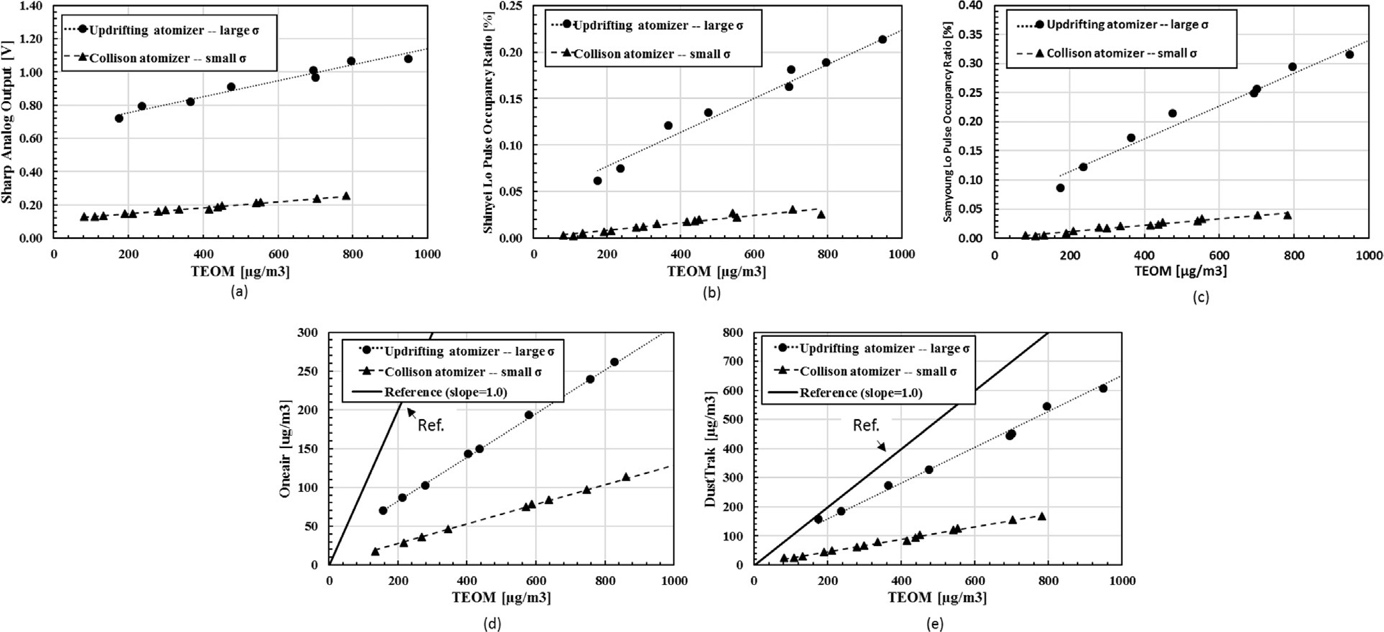 1.40
1.20
1.00
0.80
0.60
0.40
0.20
0.00
Sharp Analog Output [V]
Updrifting atomizer -- large σ
Collison atomizer -- small σ
0 200 400 600 800 1000
TEOM [µg/m3]
(a)
0.25
0.20
0.15
0.10
0.05
0.00
Shinyei Lo Pulse Occupancy Ratio [%]
Updrifting atomizer -- large σ
Collison atomizer -- small σ
0 200 400 600 800 1000
TEOM [µg/m3]
(b)
0.40
0.35
0.30
0.25
0.20
0.15
0.10
0.05
0.00
Samyoung Lo Pulse Occupancy Ratio [%]
Updrifting atomizer -- large σ
Collison atomizer -- small σ
0 200 400 600 800 1000
TEOM [µg/m3]
(c)
300
250
200
150
100
50
0
Oneair [ug/m3]
Updrifting atomizer -- large σ
Collison atomizer -- small σ
Reference (slope=1.0)
Ref.
0 200 400 600 800 1000
TEOM [µg/m3]
(d)
800
700
600
500
400
300
200
100
0
DustTrak [µg/m3]
Updrifting atomizer -- large σ
Collison atomizer -- small σ
Reference (slope=1.0)
Ref.
0 200 400 600 800 1000
TEOM [µg/m3]
(e)